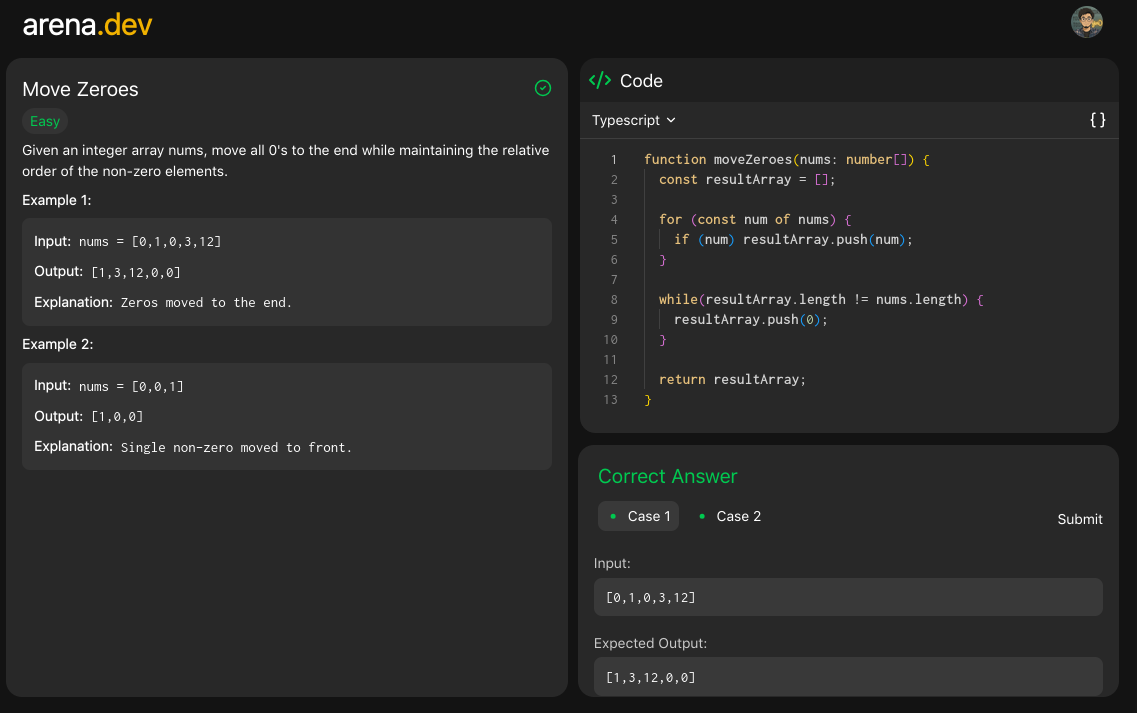 arena.dev
Move Zeroes
Easy
Given an integer array nums, move all 0's to the end while maintaining the relative
order of the non-zero elements.
Example 1:
Input: nums = [0,1,0,3,12]
Output: [1,3,12,0,0]
Explanation: Zeros moved to the end.
Example 2:
Input: nums = [0,0,1]
Output: [1,0,0]
Explanation: Single non-zero moved to front.
</> Code
Typescript
{}
1 function moveZeroes(nums: number[]) {
2 const resultArray = [];
3
4 for (const num of nums) {
5 if (num) resultArray.push(num);
6 }
7
8 while(resultArray.length != nums.length) {
9 resultArray.push(0);
10 }
11
12 return resultArray;
13 }
Correct Answer
Case 1 Case 2
Submit
Input:
[0,1,0,3,12]
Expected Output:
[1,3,12,0,0]